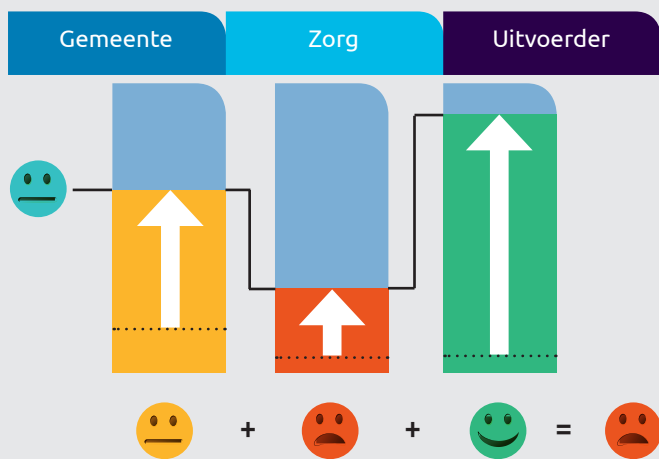 Gemeente Zorg Uitvoerder
+ + =